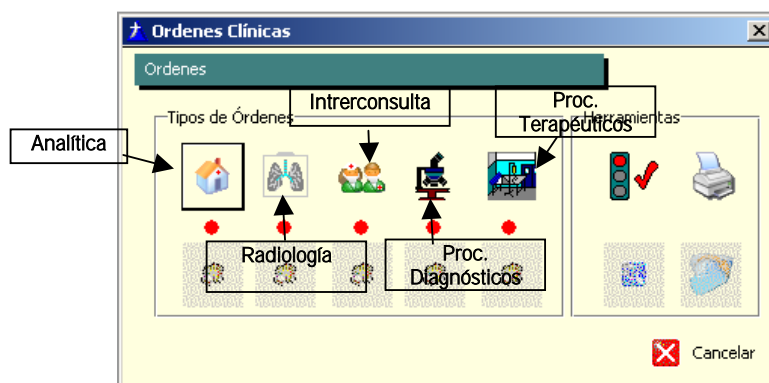 Ordenes Clínicas
Ordenes
Intrerconsulta
Proc.
Terapéuticos
Tipos de Órdenes
Herramientas
Analítica
Radiología
Proc.
Diagnósticos
Cancelar